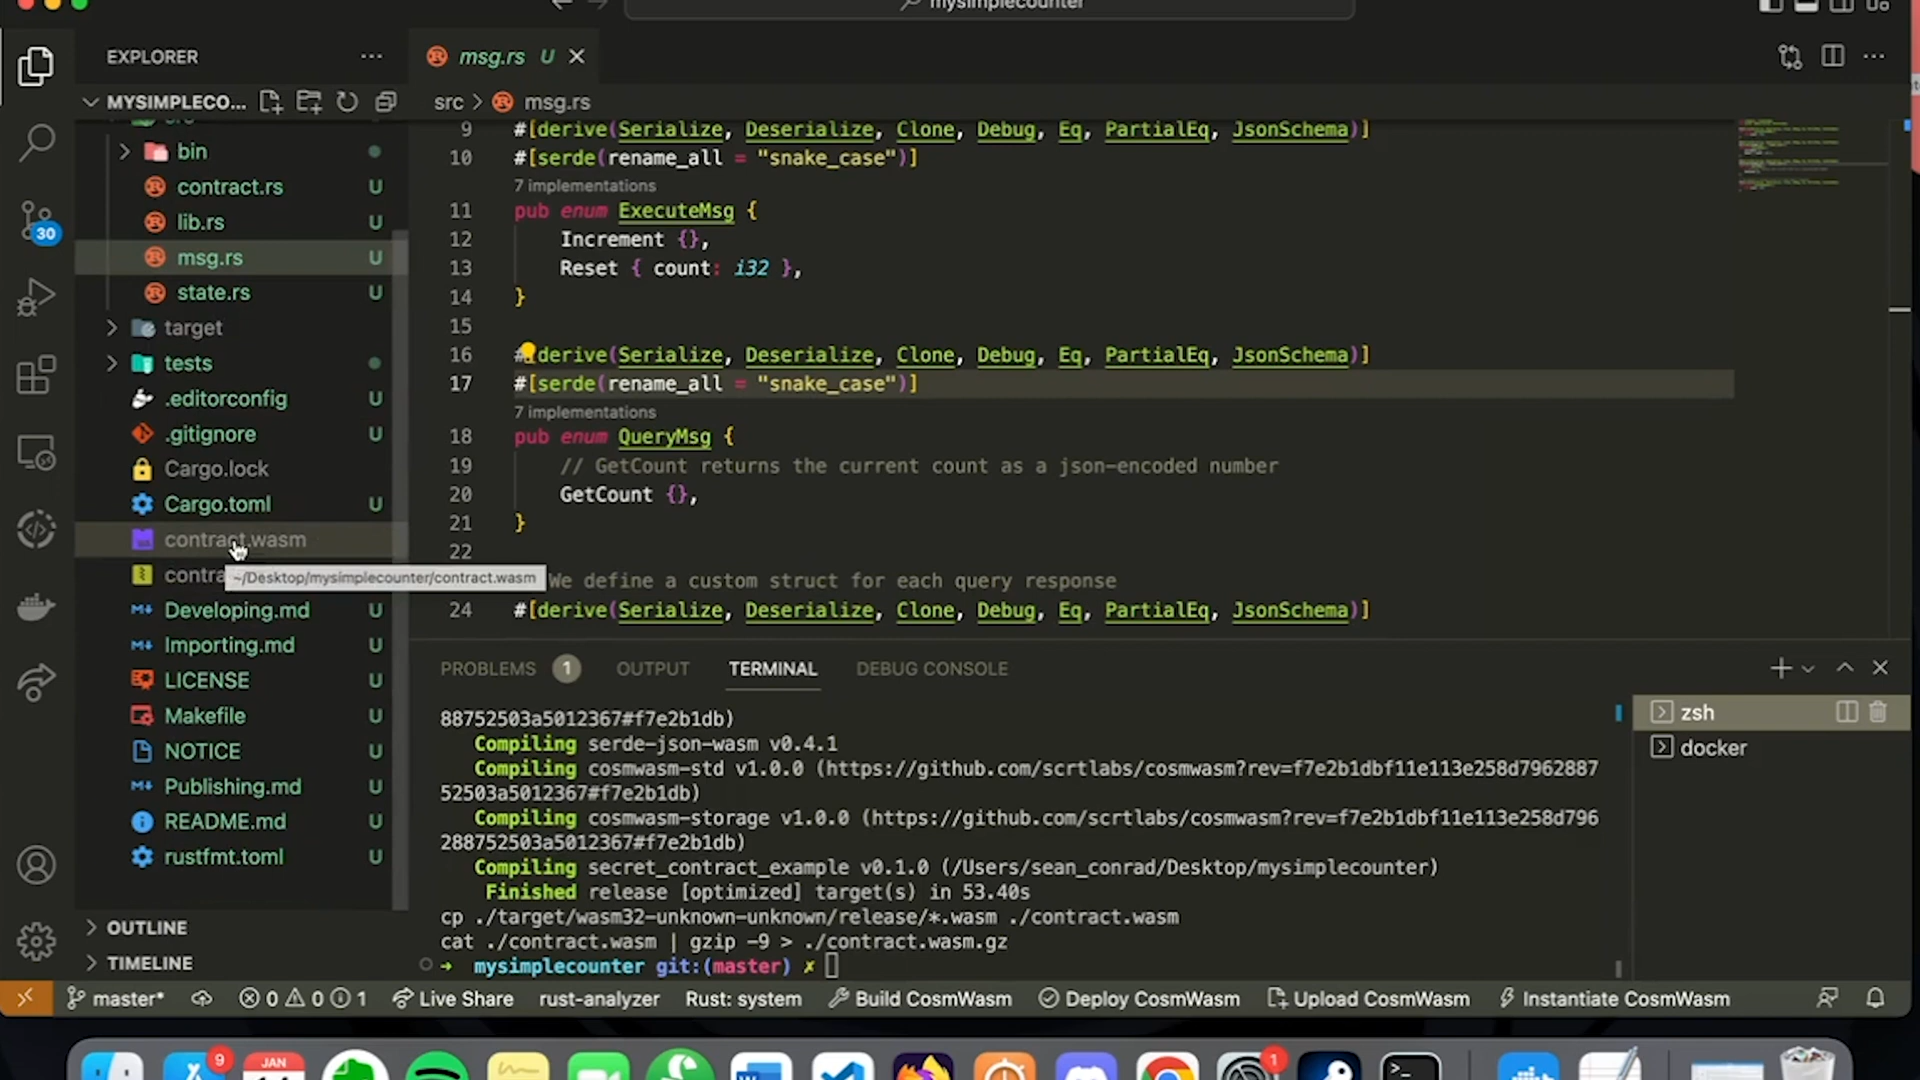 mysimplecounter
EXPLORER
msg.rs U
MYSIMPLECO...
src > msg.rs
src
bin
contract.rs U
lib.rs U
msg.rs U
state.rs U
target
tests
.editorconfig U
.gitignore U
Cargo.lock
Cargo.toml U
contract.wasm
contra
~/Desktop/mysimplecounter/contract.wasm
Developing.md U
Importing.md U
LICENSE U
Makefile U
NOTICE U
Publishing.md U
README.md U
rustfmt.toml U
OUTLINE
TIMELINE
30
9 #[derive(Serialize, Deserialize, Clone, Debug, Eq, PartialEq, JsonSchema)]
10 #[serde(rename_all = "snake_case")]
7 implementations
11 pub enum ExecuteMsg {
12 Increment {},
13 Reset { count: i32 },
14 }
15
16 #[derive(Serialize, Deserialize, Clone, Debug, Eq, PartialEq, JsonSchema)]
17 #[serde(rename_all = "snake_case")]
7 implementations
18 pub enum QueryMsg {
19 // GetCount returns the current count as a json-encoded number
20 GetCount {},
21 }
22
We define a custom struct for each query response
24 #[derive(Serialize, Deserialize, Clone, Debug, Eq, PartialEq, JsonSchema)]
PROBLEMS 1 OUTPUT TERMINAL DEBUG CONSOLE
88752503a5012367#f7e2b1db)
Compiling serde-json-wasm v0.4.1
Compiling cosmwasm-std v1.0.0 (https://github.com/scrtlabs/cosmwasm?rev=f7e2b1dbf11e113e258d7962887
52503a5012367#f7e2b1db)
Compiling cosmwasm-storage v1.0.0 (https://github.com/scrtlabs/cosmwasm?rev=f7e2b1dbf11e113e258d796
288752503a5012367#f7e2b1db)
Compiling secret_contract_example v0.1.0 (/Users/sean_conrad/Desktop/mysimplecounter)
Finished release [optimized] target(s) in 53.40s
cp ./target/wasm32-unknown-unknown/release/*.wasm ./contract.wasm
cat ./contract.wasm | gzip -9 > ./contract.wasm.gz
→ mysimplecounter git:(master) ✗
zsh
docker
master* 0 0 1 Live Share rust-analyzer Rust: system Build CosmWasm Deploy CosmWasm Upload CosmWasm Instantiate CosmWasm
9
JAN
1